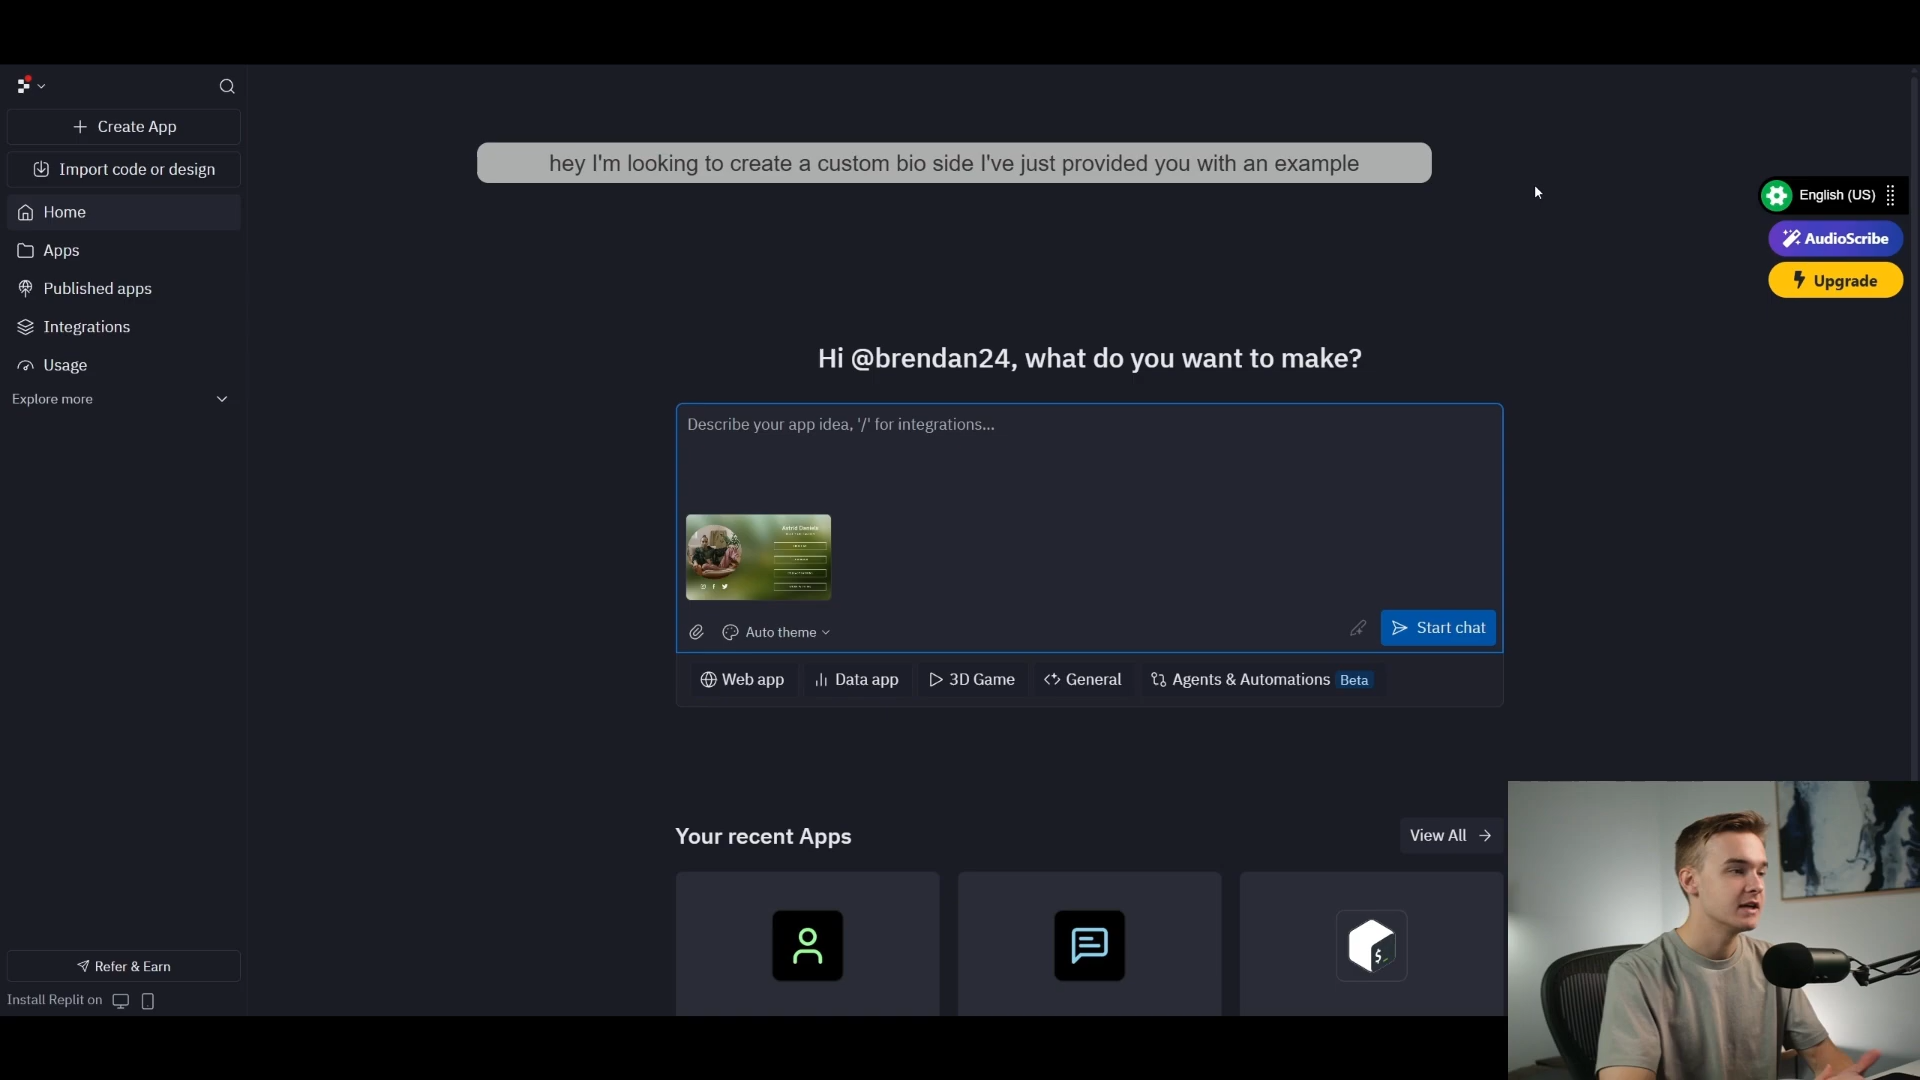 Create App
Import code or design
Home
Apps
Published apps
Integrations
Usage
Explore more
Refer & Earn
Install Replit on
hey I'm looking to create a custom bio side I've just provided you with an example
English (US)
AudioScribe
Upgrade
Hi @brendan24, what do you want to make?
Describe your app idea, '/' for integrations...
Astrid Daniels
Auto theme
Start chat
Web app
Data app
3D Game
General
Agents & Automations Beta
Your recent Apps
View All
$